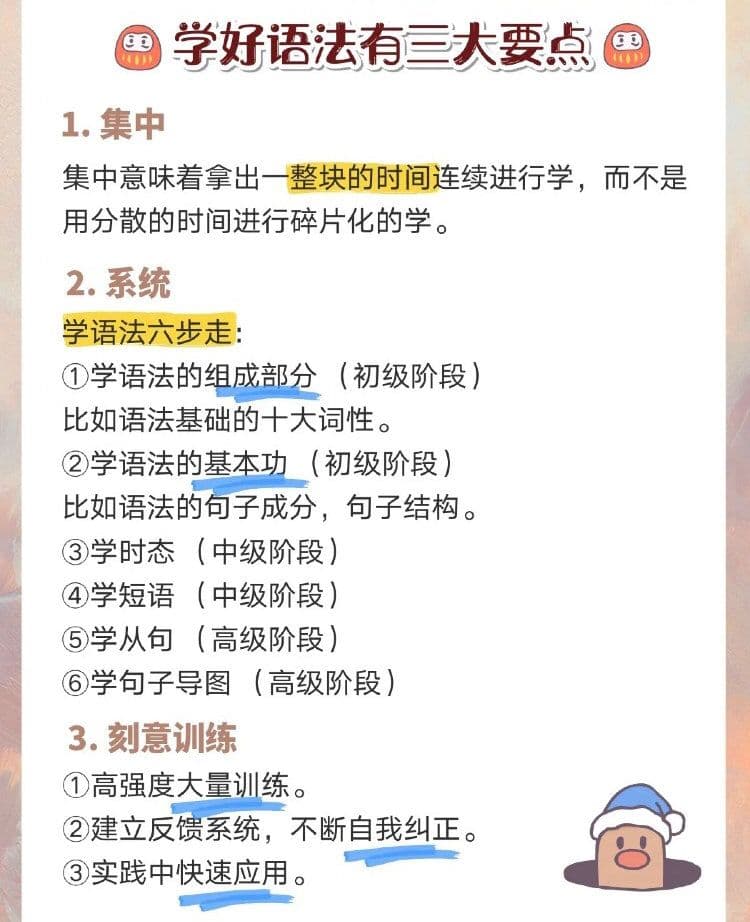 学好语法有三大要点
1. 集中
集中意味着拿出一整块的时间连续进行学，而不是
用分散的时间进行碎片化的学。
2. 系统
学语法六步走：
①学语法的组成部分（初级阶段）
比如语法基础的十大词性。
②学语法的基本功（初级阶段）
比如语法的句子成分，句子结构。
③学时态（中级阶段）
④学短语（中级阶段）
⑤学从句（高级阶段）
⑥学句子导图（高级阶段）
3. 刻意训练
①高强度大量训练。
②建立反馈系统，不断自我纠正。
③实践中快速应用。